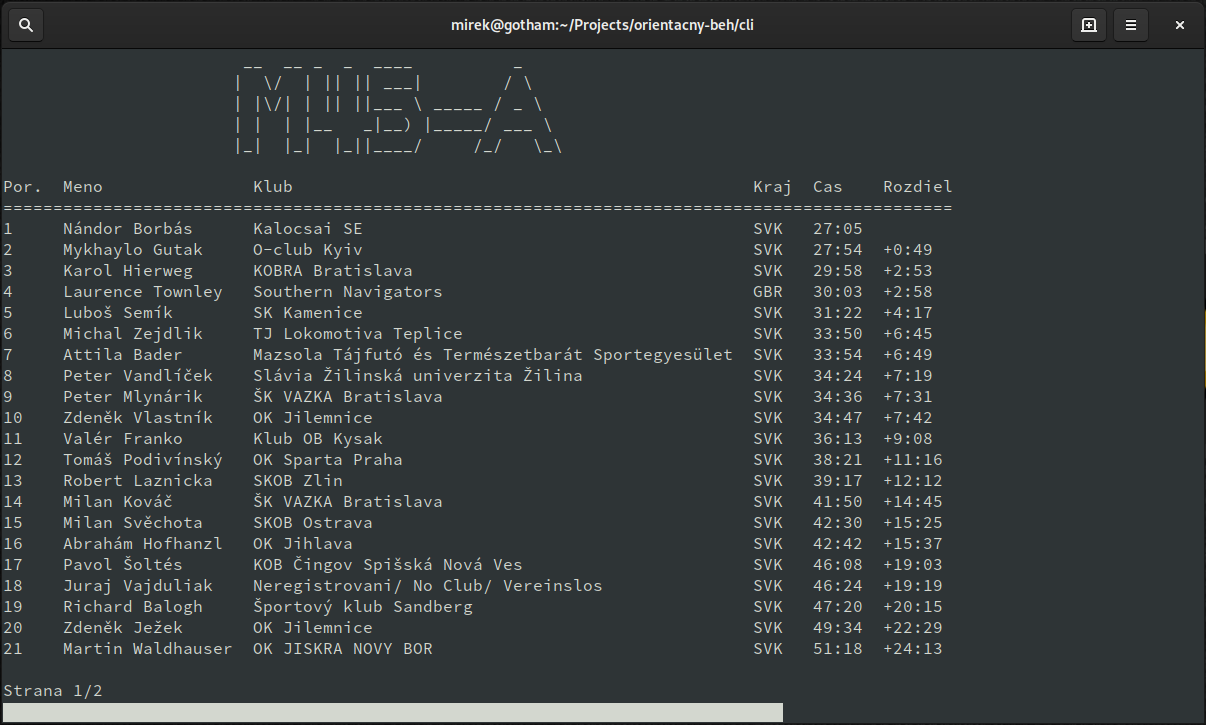 mirek@gotham:~/Projects/orientacny-beh/cli
M45-A
Por. Meno Klub Kraj Cas Rozdiel
===============================================================================================
1 Nándor Borbás Kalocsai SE SVK 27:05
2 Mykhaylo Gutak O-club Kyiv SVK 27:54 +0:49
3 Karol Hierweg KOBRA Bratislava SVK 29:58 +2:53
4 Laurence Townley Southern Navigators GBR 30:03 +2:58
5 Luboš Semík SK Kamenice SVK 31:22 +4:17
6 Michal Zejdlik TJ Lokomotiva Teplice SVK 33:50 +6:45
7 Attila Bader Mazsola Tájfutó és Természetbarát Sportegyesület SVK 33:54 +6:49
8 Peter Vandlíček Slávia Žilinská univerzita Žilina SVK 34:24 +7:19
9 Peter Mlynárik ŠK VAZKA Bratislava SVK 34:36 +7:31
10 Zdeněk Vlastník OK Jilemnice SVK 34:47 +7:42
11 Valér Franko Klub OB Kysak SVK 36:13 +9:08
12 Tomáš Podivínský OK Sparta Praha SVK 38:21 +11:16
13 Robert Laznicka SKOB Zlin SVK 39:17 +12:12
14 Milan Kováč ŠK VAZKA Bratislava SVK 41:50 +14:45
15 Milan Svěchota SKOB Ostrava SVK 42:30 +15:25
16 Abrahám Hofhanzl OK Jihlava SVK 42:42 +15:37
17 Pavol Šoltés KOB Čingov Spišská Nová Ves SVK 46:08 +19:03
18 Juraj Vajduliak Neregistrovani/ No Club/ Vereinslos SVK 46:24 +19:19
19 Richard Balogh Športový klub Sandberg SVK 47:20 +20:15
20 Zdeněk Ježek OK Jilemnice SVK 49:34 +22:29
21 Martin Waldhauser OK JISKRA NOVY BOR SVK 51:18 +24:13
Strana 1/2